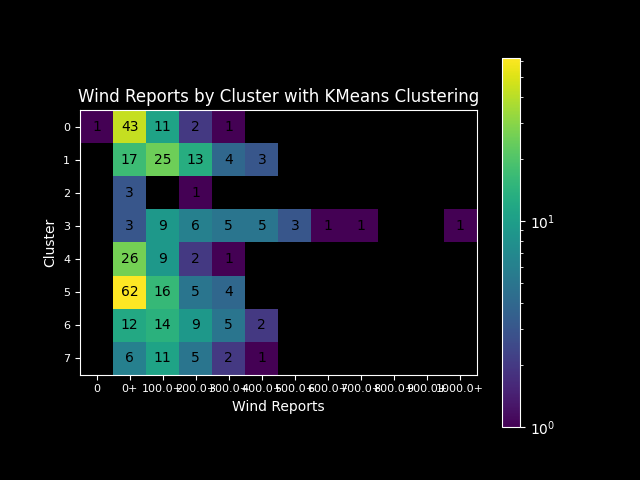 Wind Reports by Cluster with KMeans Clustering
0 1 43 11 2 1
1 17 25 13 4 3
2 3 1
Cluster
3 3 9 6 5 5 3 1 1 1
10¹
4 26 9 2 1
5 62 16 5 4
6 12 14 9 5 2
7 6 11 5 2 1
0 0+ 100.0+ 200.0+ 300.0+ 400.0+ 500.0+ 600.0+ 700.0+ 800.0+ 900.0+ 1000.0+
Wind Reports
10⁰